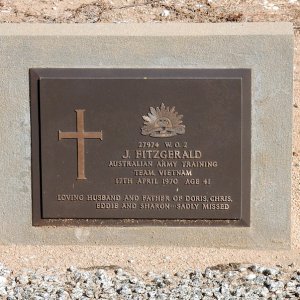 27974 W.O.2
J. FITZGERALD
AUSTRALIAN ARMY TRAINING
TEAM, VIETNAM
17TH APRIL 1970 AGE 41
LOVING HUSBAND AND FATHER OF DORIS, CHRIS,
EDDIE AND SHARON - SADLY MISSED